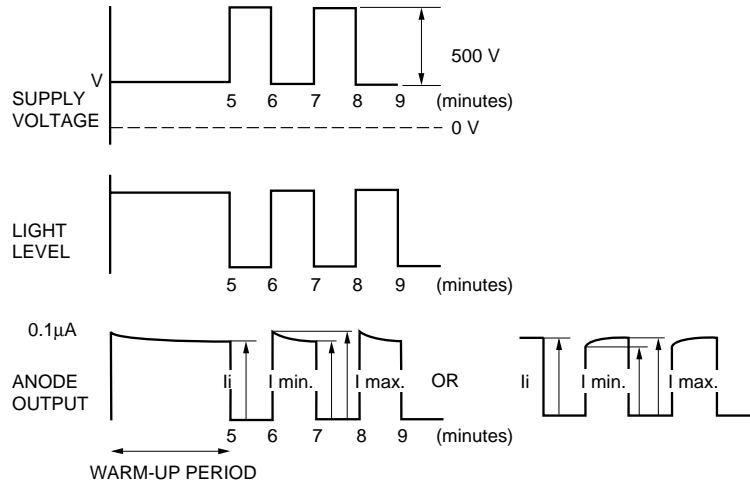 500 V
V
SUPPLY
VOLTAGE
5 6 7 8 9 (minutes)
0 V
LIGHT
LEVEL
5 6 7 8 9 (minutes)
0.1μA
ANODE
OUTPUT
Ii I min. I max. OR Ii I min. I max.
5 6 7 8 9 (minutes)
WARM-UP PERIOD